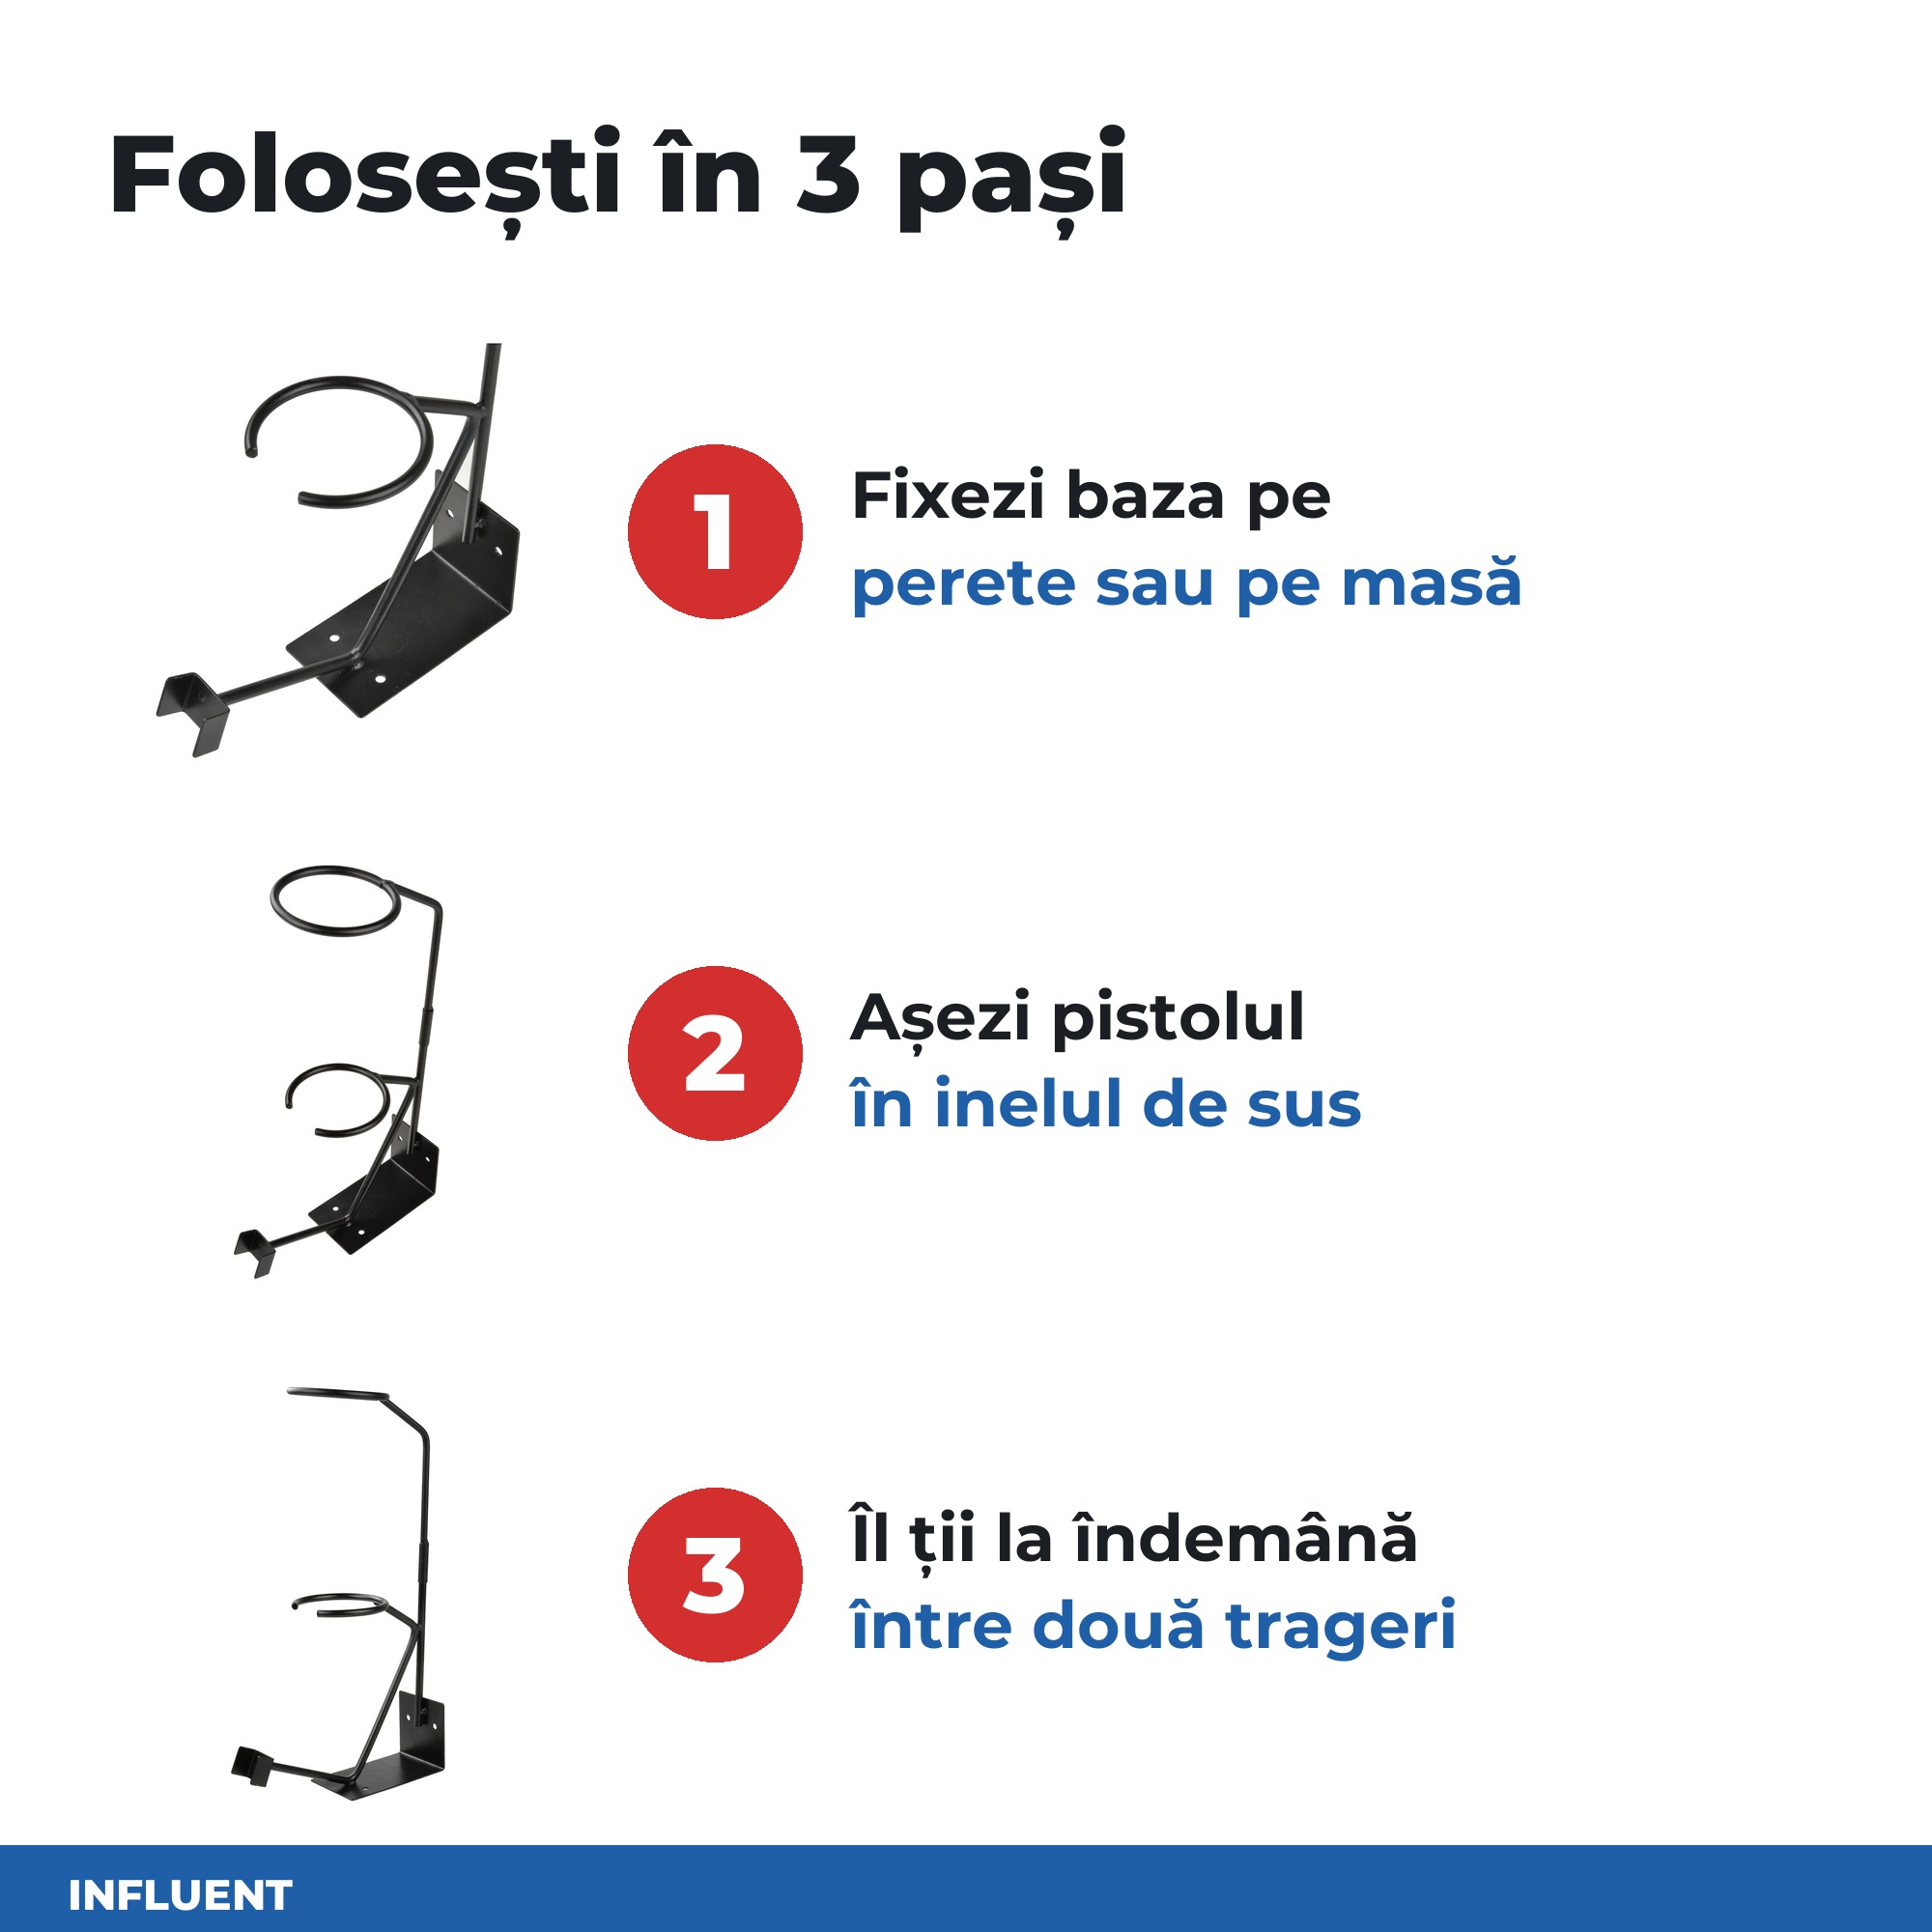 Folosești în 3 pași
1
Fixezi baza pe
perete sau pe masă
2
Așezi pistolul
în inelul de sus
3
Îl ții la îndemână
între două trageri
INFLUENT